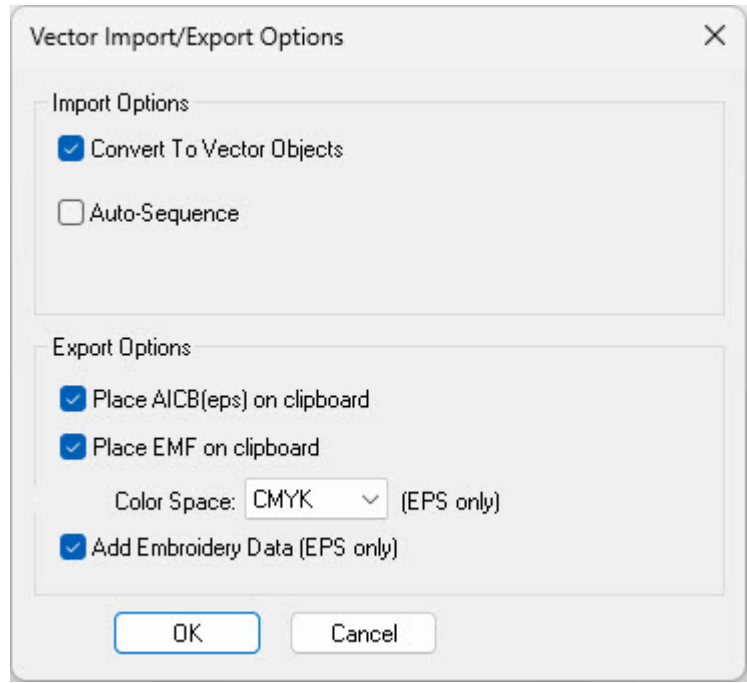 Vector Import/Export Options
Import Options
Convert To Vector Objects
Auto-Sequence
Export Options
Place AICB(eps) on clipboard
Place EMF on clipboard
Color Space: CMYK (EPS only)
Add Embroidery Data (EPS only)
OK Cancel